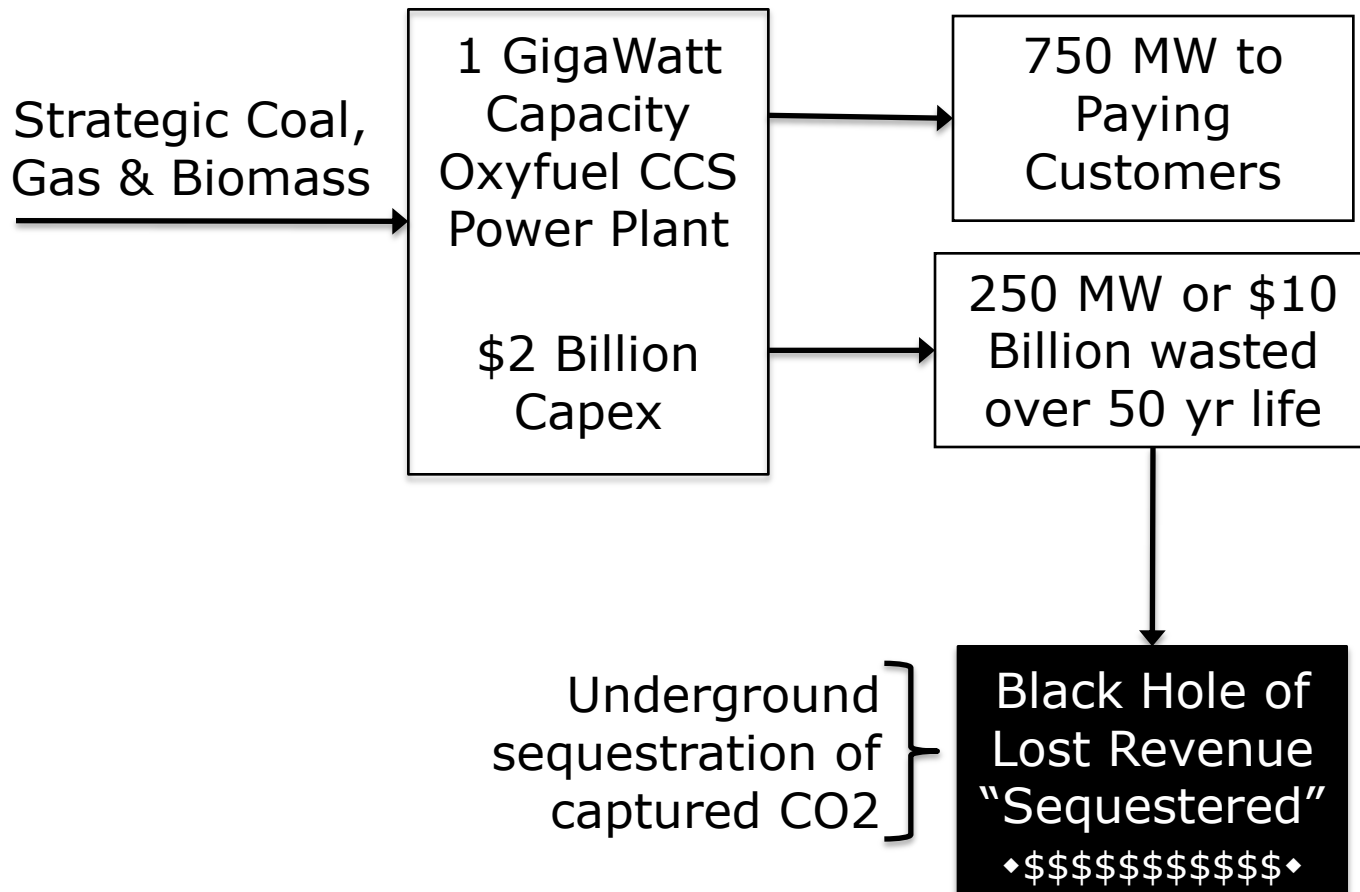 Strategic Coal,
Gas & Biomass
1 GigaWatt
Capacity
Oxyfuel CCS
Power Plant
$2 Billion
Capex
750 MW to
Paying
Customers
250 MW or $10
Billion wasted
over 50 yr life
Underground
sequestration of
captured CO2
Black Hole of
Lost Revenue
“Sequestered”
◆$$$$$$$$$$$◆